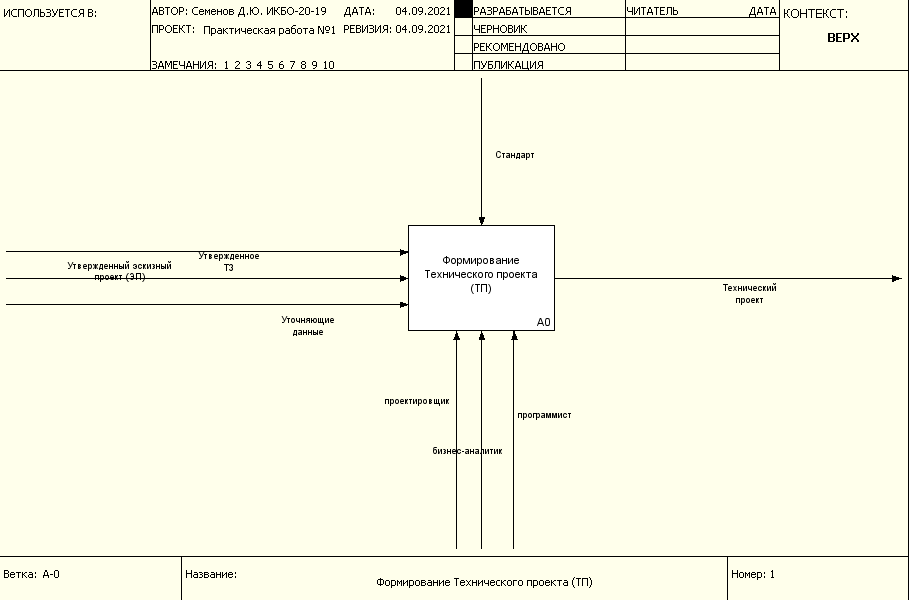 ИСПОЛЬЗУЕТСЯ В:
АВТОР: Семенов Д.Ю. ИКБО-20-19 ДАТА: 04.09.2021
ПРОЕКТ: Практическая работа №1 РЕВИЗИЯ: 04.09.2021
ЗАМЕЧАНИЯ: 1 2 3 4 5 6 7 8 9 10
РАЗРАБАТЫВАЕТСЯ
ЧЕРНОВИК
РЕКОМЕНДОВАНО
ПУБЛИКАЦИЯ
ЧИТАТЕЛЬ ДАТА
КОНТЕКСТ:
ВЕРХ
Стандарт
Утвержденное
ТЗ
Утвержденный эскизный
проект (ЭП)
Уточняющие
данные
Формирование
Технического проекта
(ТП)
A0
Технический
проект
проектировщик
программист
бизнес-аналитик
Ветка: A-0
Название:
Формирование Технического проекта (ТП)
Номер: 1